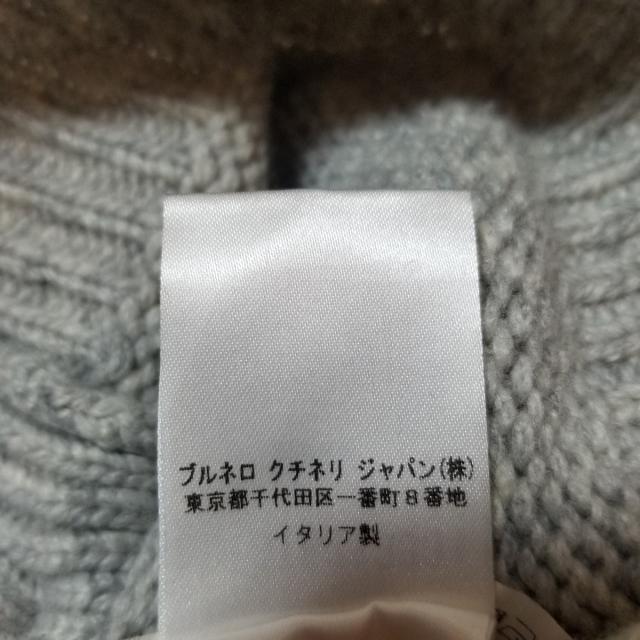 ブルネロ クチネリ ジャパン(株)
東京都千代田区一番町8番地
イタリア製